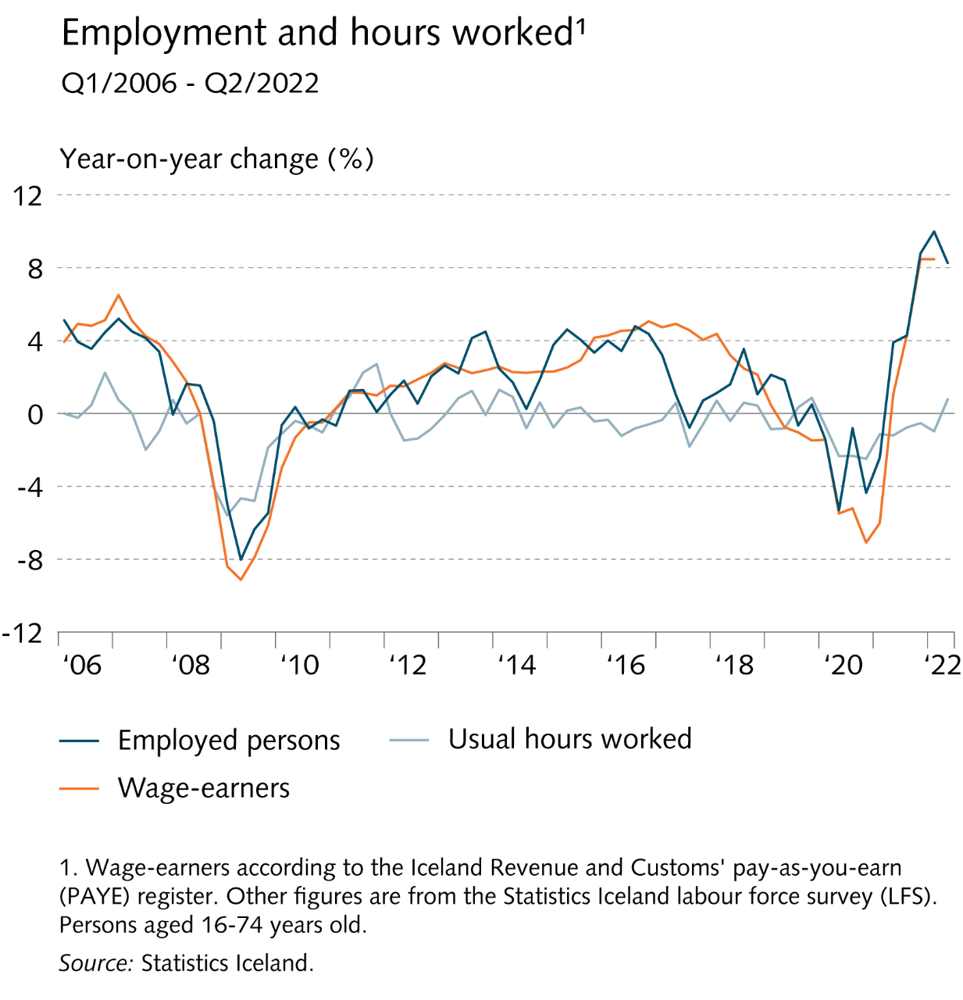 Employment and hours worked¹
Q1/2006 - Q2/2022
Year-on-year change (%)
12
8
4
0
-4
-8
-12
‘06 ‘08 ‘10 ‘12 ‘14 ‘16 ‘18 ‘20 ‘22
Employed persons Usual hours worked
Wage-earners
1. Wage-earners according to the Iceland Revenue and Customs' pay-as-you-earn
(PAYE) register. Other figures are from the Statistics Iceland labour force survey (LFS).
Persons aged 16-74 years old.
Source: Statistics Iceland.